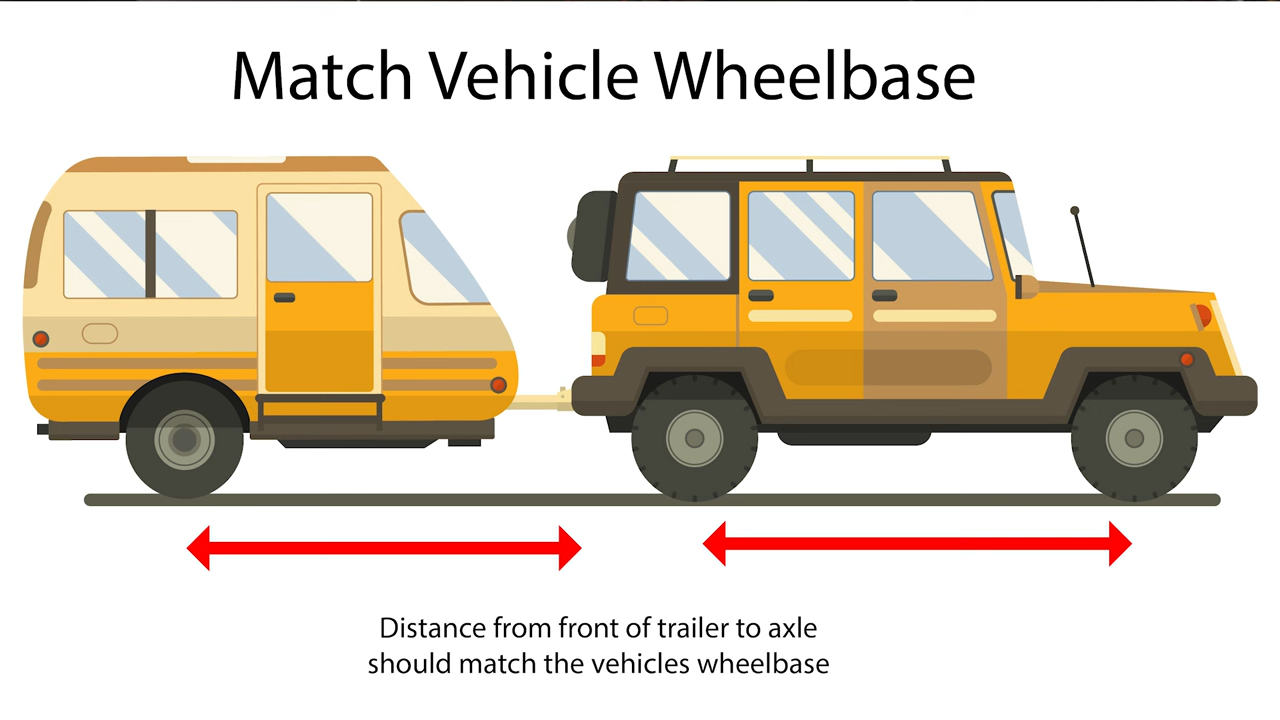 Match Vehicle Wheelbase
Distance from front of trailer to axle
should match the vehicles wheelbase